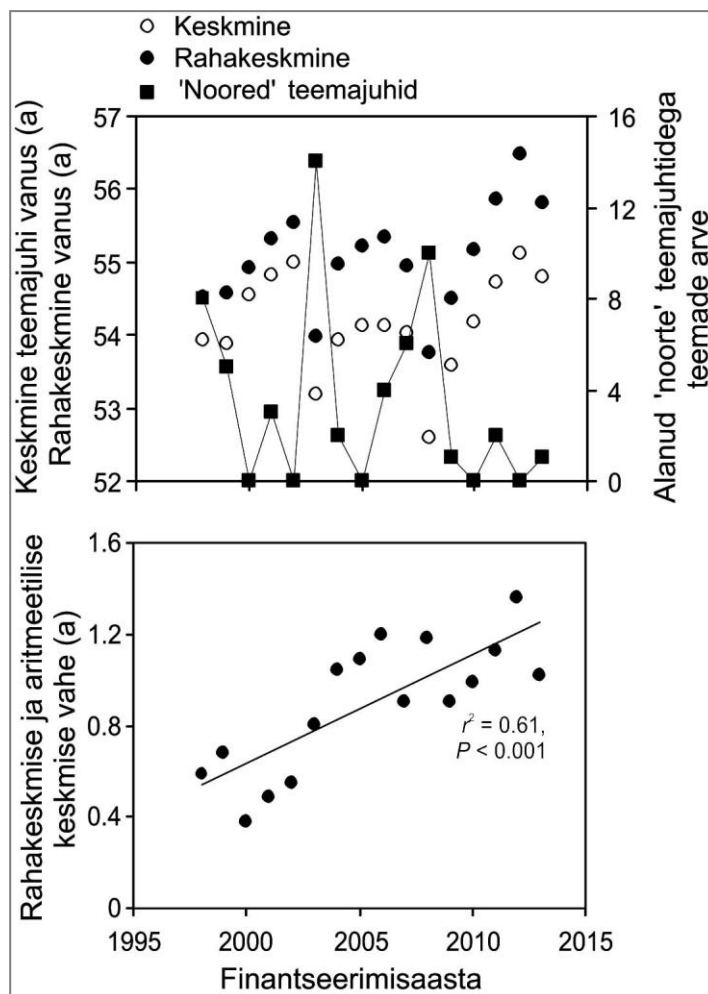 Keskmine
Rahakeskmine
'Noored' teemajuhid
Keskmine teemajuhi vanus (a)
Rahakeskmine vanus (a)
57
56
55
54
53
52
16
12
8
4
0
Alanud 'noorte' teemajuhtidega
teemade arve
Rahakeskmise ja aritmeetilise
keskmise vahe (a)
1.6
1.2
0.8
0.4
0
r² = 0.61,
P < 0.001
1995 2000 2005 2010 2015
Finantseerimisaasta